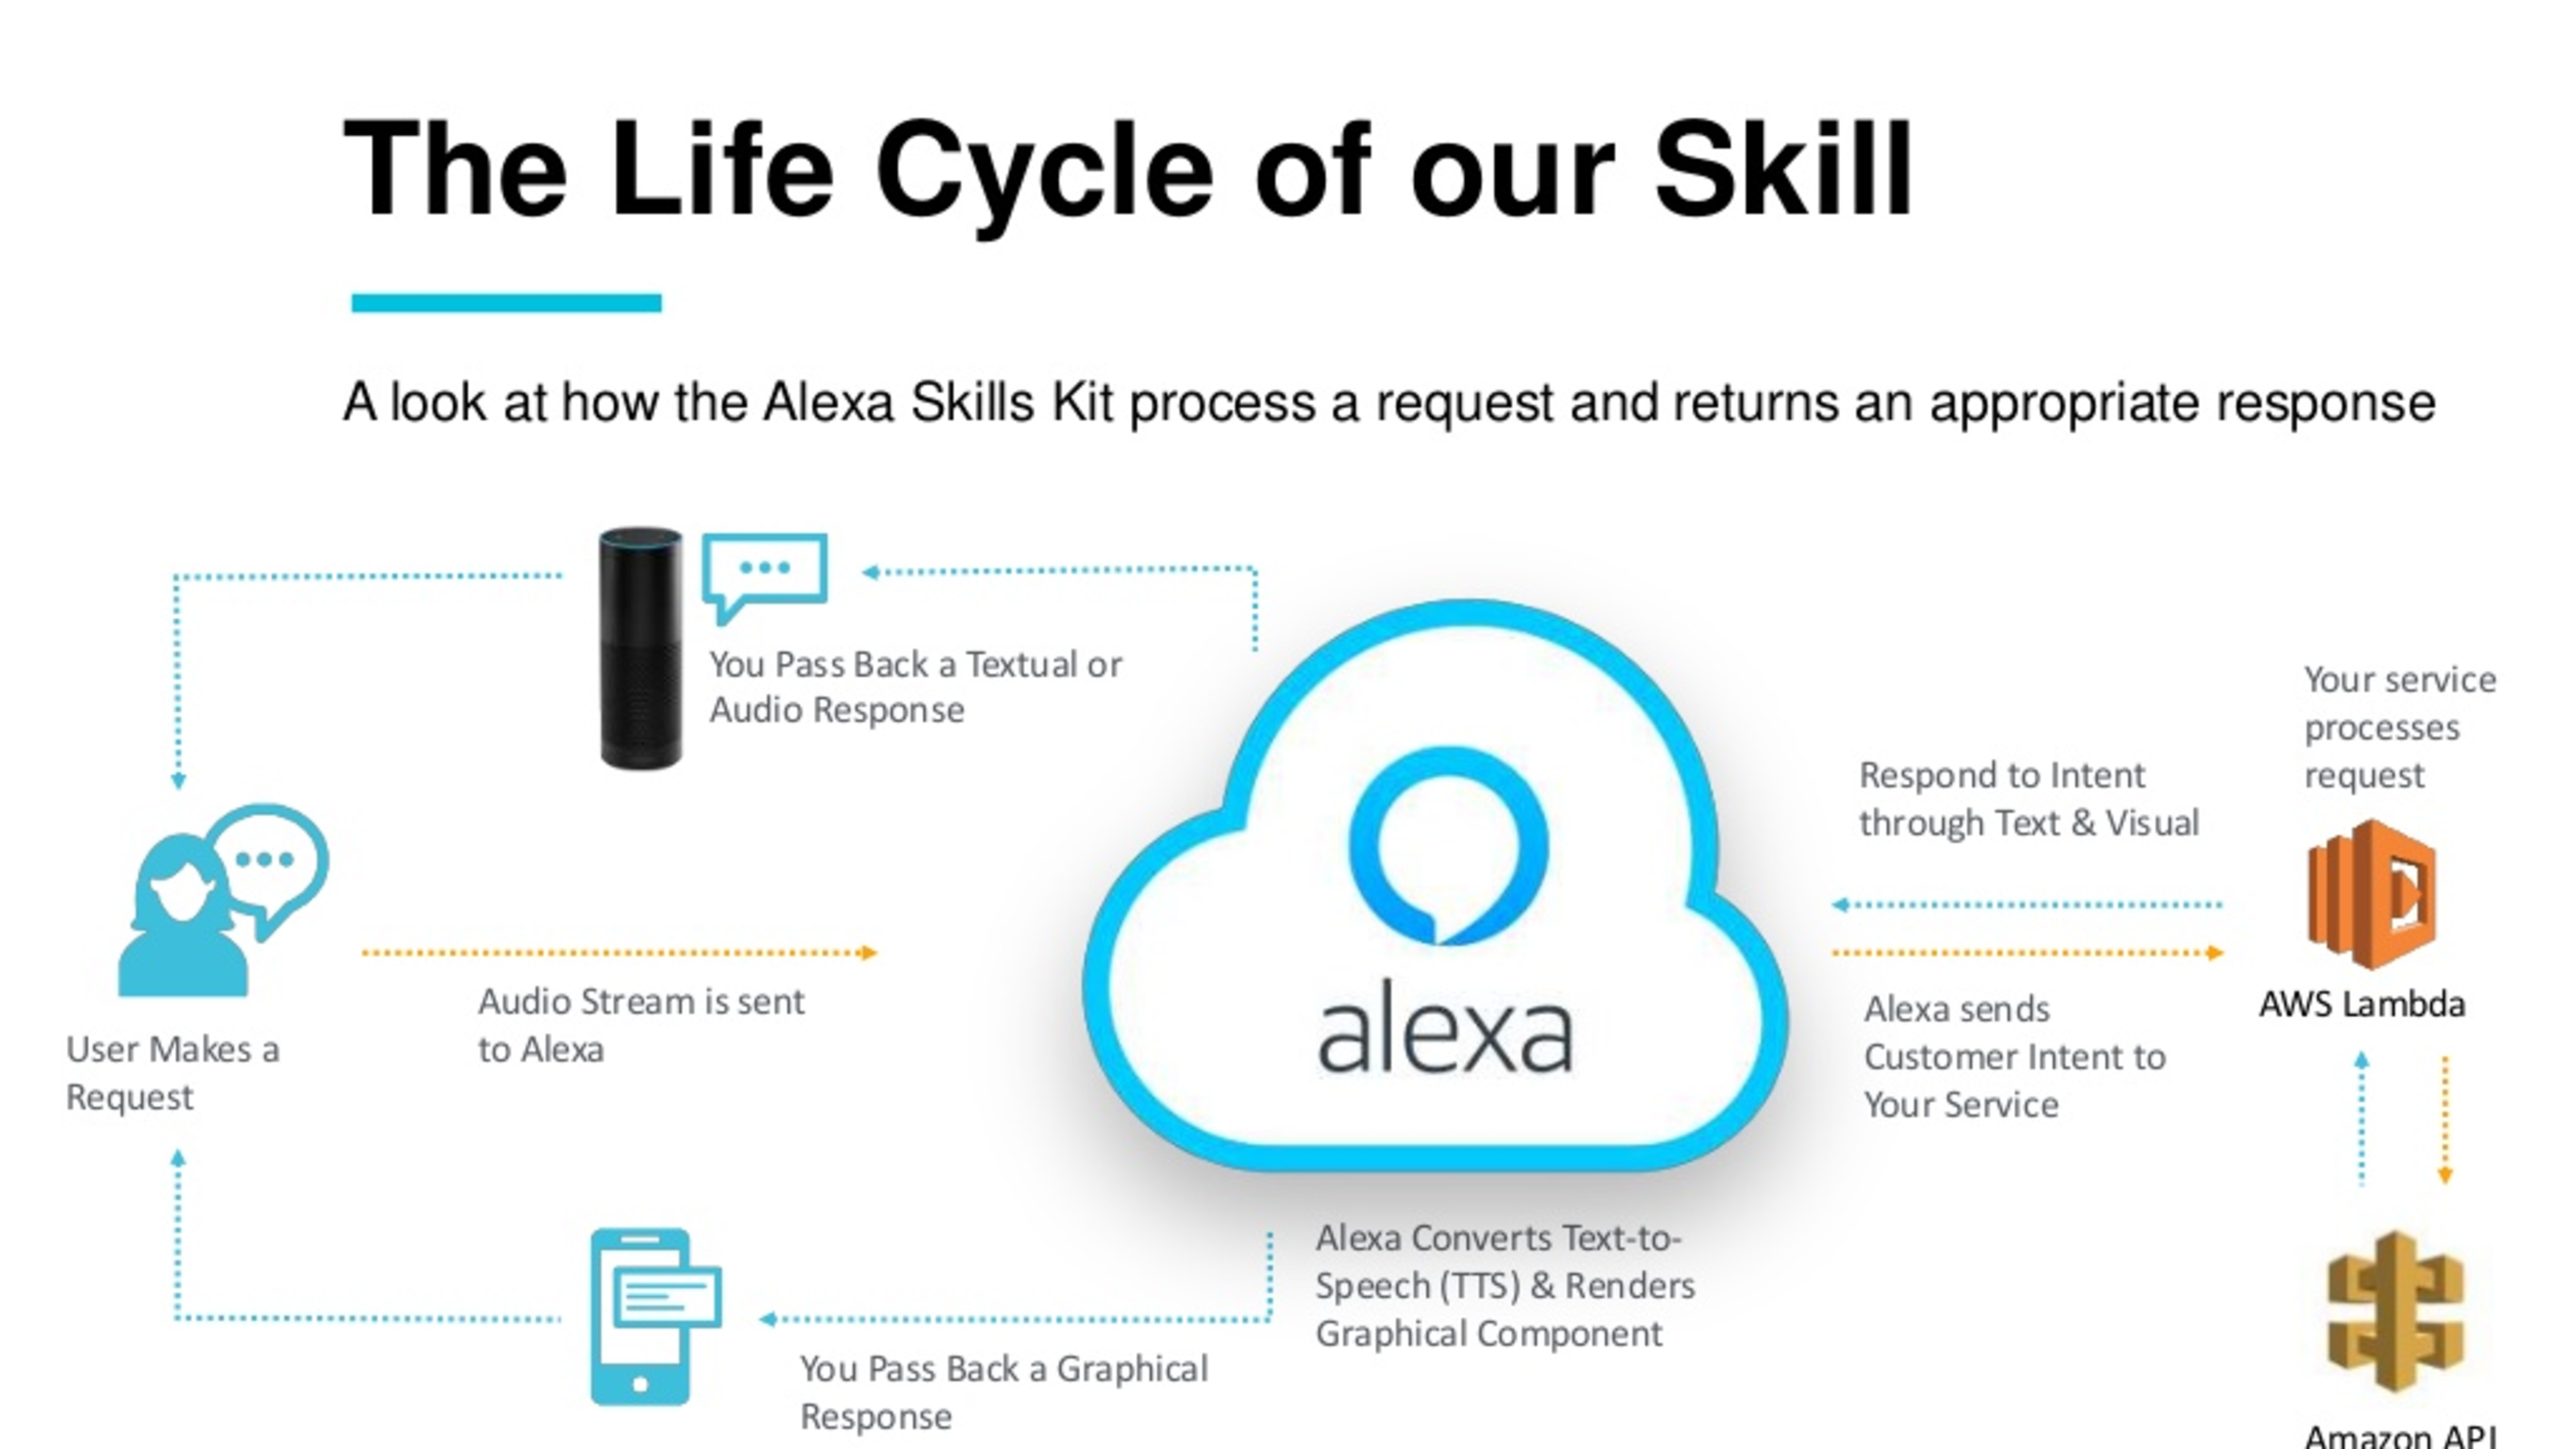 The Life Cycle of our Skill
A look at how the Alexa Skills Kit process a request and returns an appropriate response
You Pass Back a Textual or
Audio Response
Your service
processes
request
Respond to Intent
through Text & Visual
alexa
AWS Lambda
Audio Stream is sent
to Alexa
User Makes a
Request
Alexa sends
Customer Intent to
Your Service
Alexa Converts Text-to-
Speech (TTS) & Renders
Graphical Component
You Pass Back a Graphical
Response
Amazon API